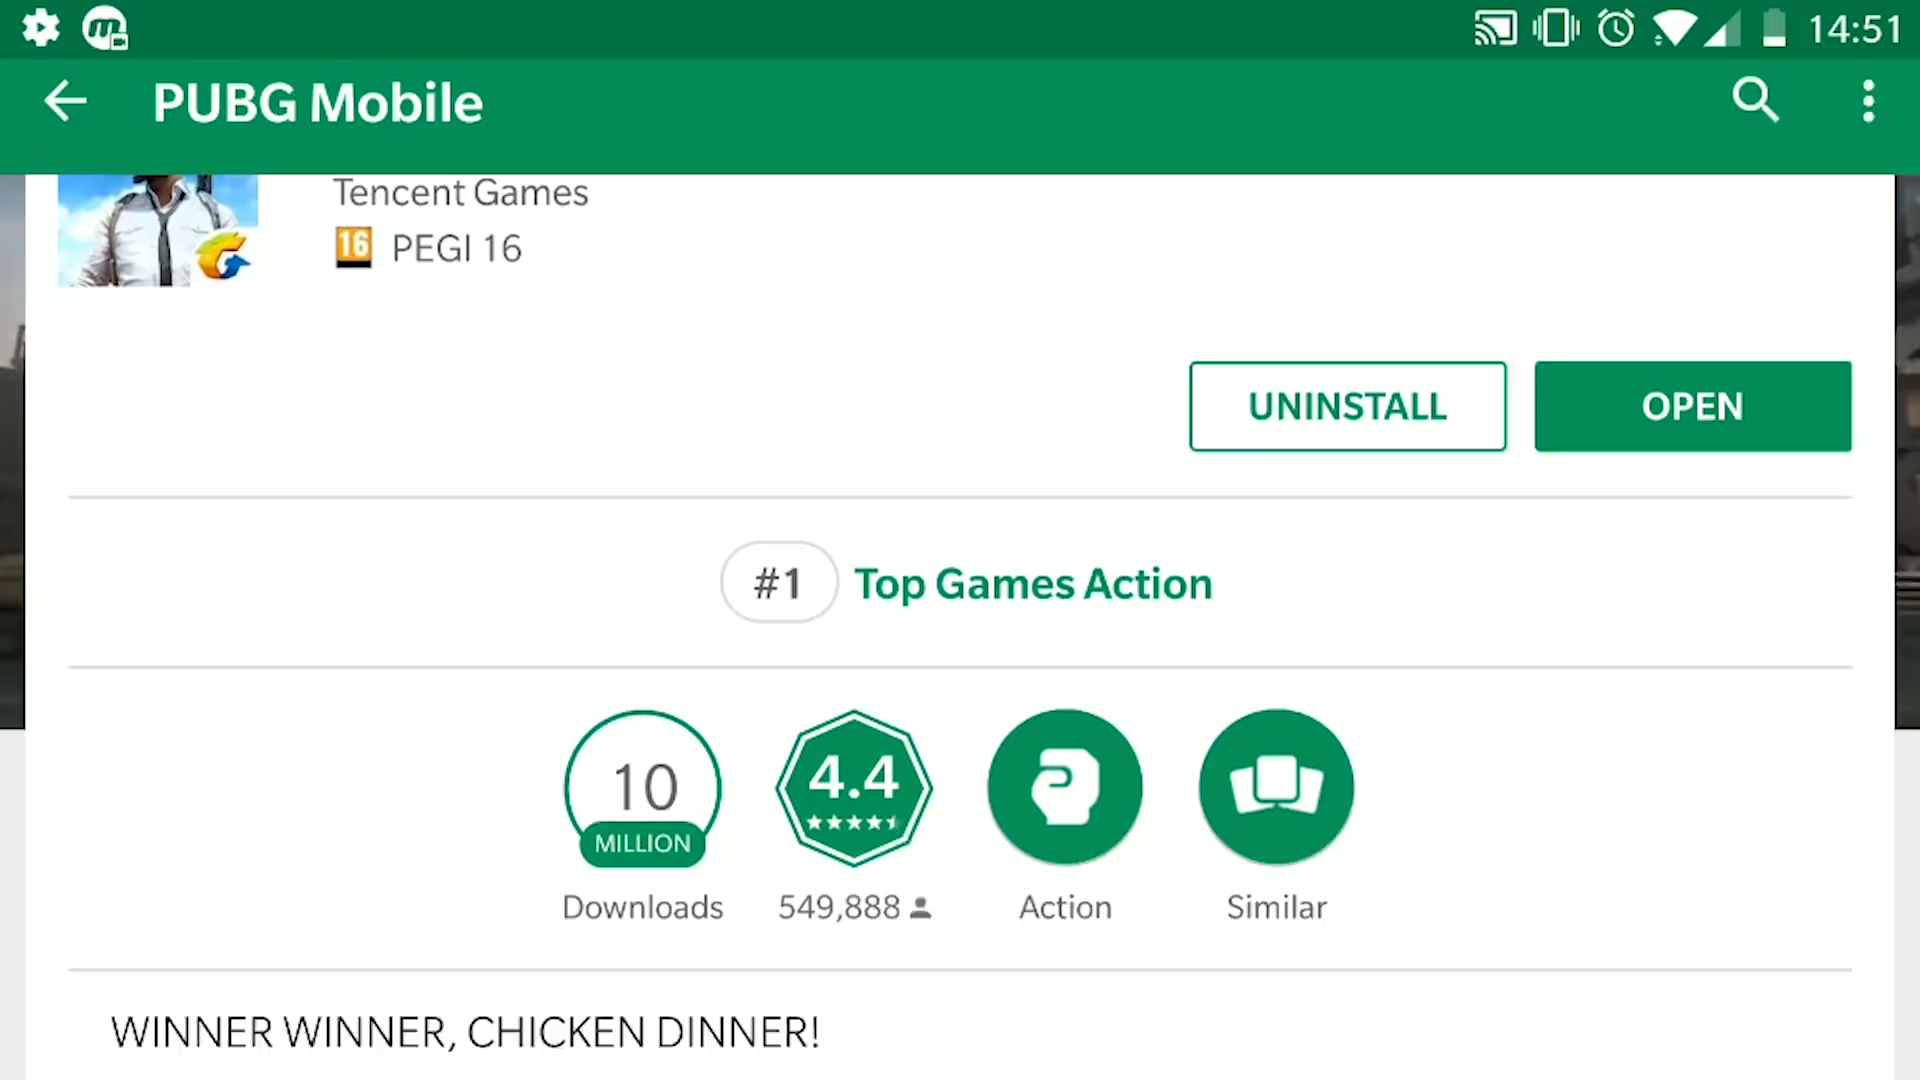 14:51
PUBG Mobile
Tencent Games
16 PEGI 16
UNINSTALL OPEN
#1 Top Games Action
10 MILLION
4.4
Downloads 549,888 Action Similar
WINNER WINNER, CHICKEN DINNER!